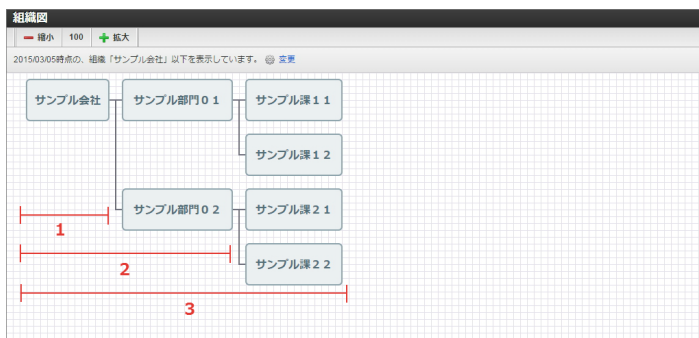 組織図
縮小 100 拡大
2015/03/05時点の、組織「サンプル会社」以下を表示しています。 変更
サンプル会社 サンプル部門０１ サンプル課１１
サンプル課１２
サンプル部門０２ サンプル課２１
1
サンプル課２２
2
3